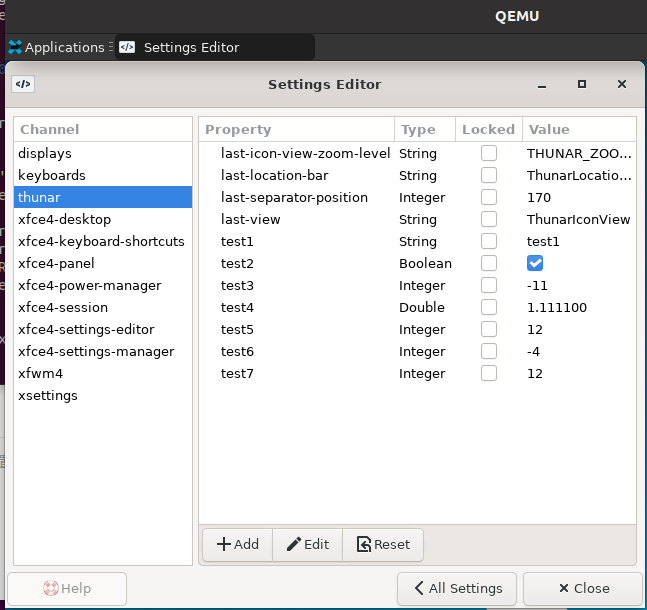 QEMU
Applications Settings Editor
Settings Editor
Channel
displays
keyboards
thunar
xfce4-desktop
xfce4-keyboard-shortcuts
xfce4-panel
xfce4-power-manager
xfce4-session
xfce4-settings-editor
xfce4-settings-manager
xfwm4
xsettings
Property Type Locked Value
last-icon-view-zoom-level String THUNAR_ZOO...
last-location-bar String ThunarLocatio...
last-separator-position Integer 170
last-view String ThunarIconView
test1 String test1
test2 Boolean
test3 Integer -11
test4 Double 1.111100
test5 Integer 12
test6 Integer -4
test7 Integer 12
Add Edit Reset
Help All Settings Close